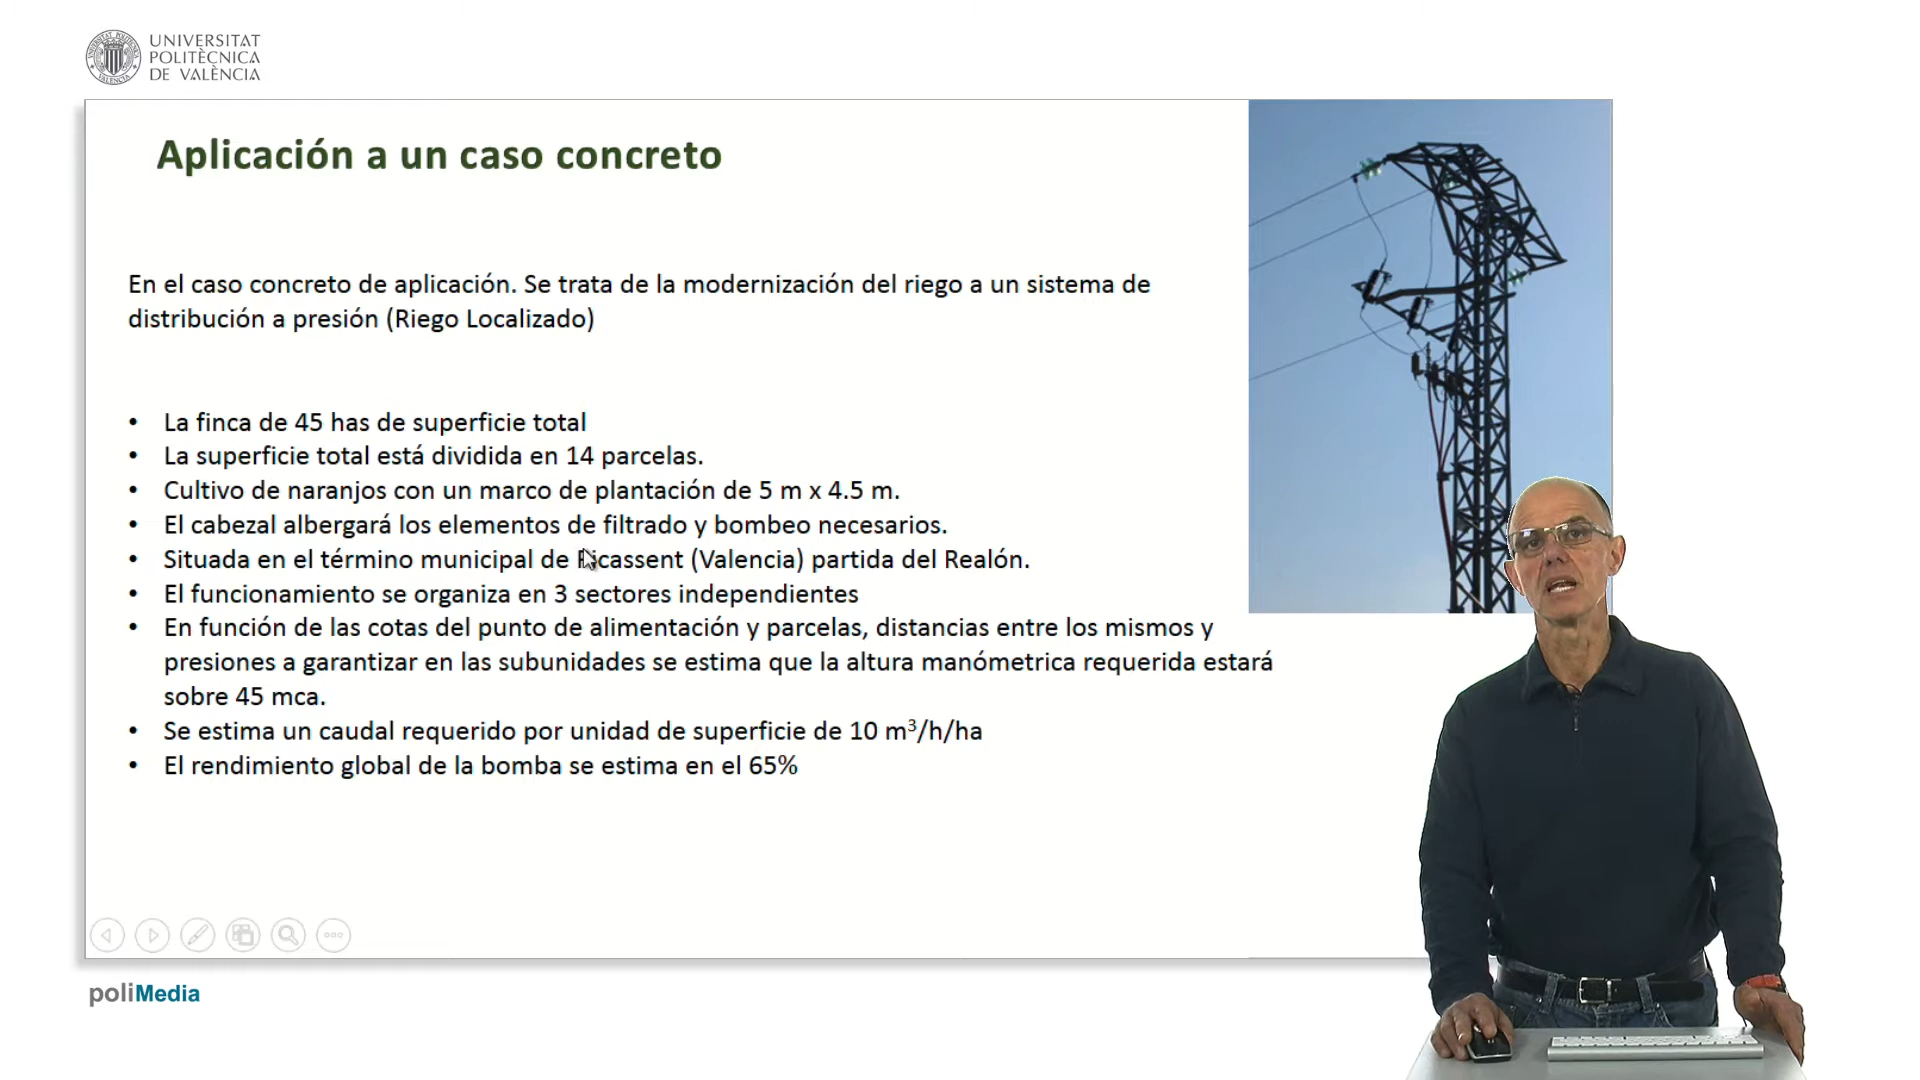 UNIVERSITAT
POLITÈCNICA
DE VALÈNCIA
Aplicación a un caso concreto
En el caso concreto de aplicación. Se trata de la modernización del riego a un sistema de
distribución a presión (Riego Localizado)
• La finca de 45 has de superficie total
• La superficie total está dividida en 14 parcelas.
• Cultivo de naranjos con un marco de plantación de 5 m x 4.5 m.
• El cabezal albergará los elementos de filtrado y bombeo necesarios.
• Situada en el término municipal de Picassent (Valencia) partida del Realón.
• El funcionamiento se organiza en 3 sectores independientes
• En función de las cotas del punto de alimentación y parcelas, distancias entre los mismos y
presiones a garantizar en las subunidades se estima que la altura manómetrica requerida estará
sobre 45 mca.
• Se estima un caudal requerido por unidad de superficie de 10 m³/h/ha
• El rendimiento global de la bomba se estima en el 65%
poliMedia